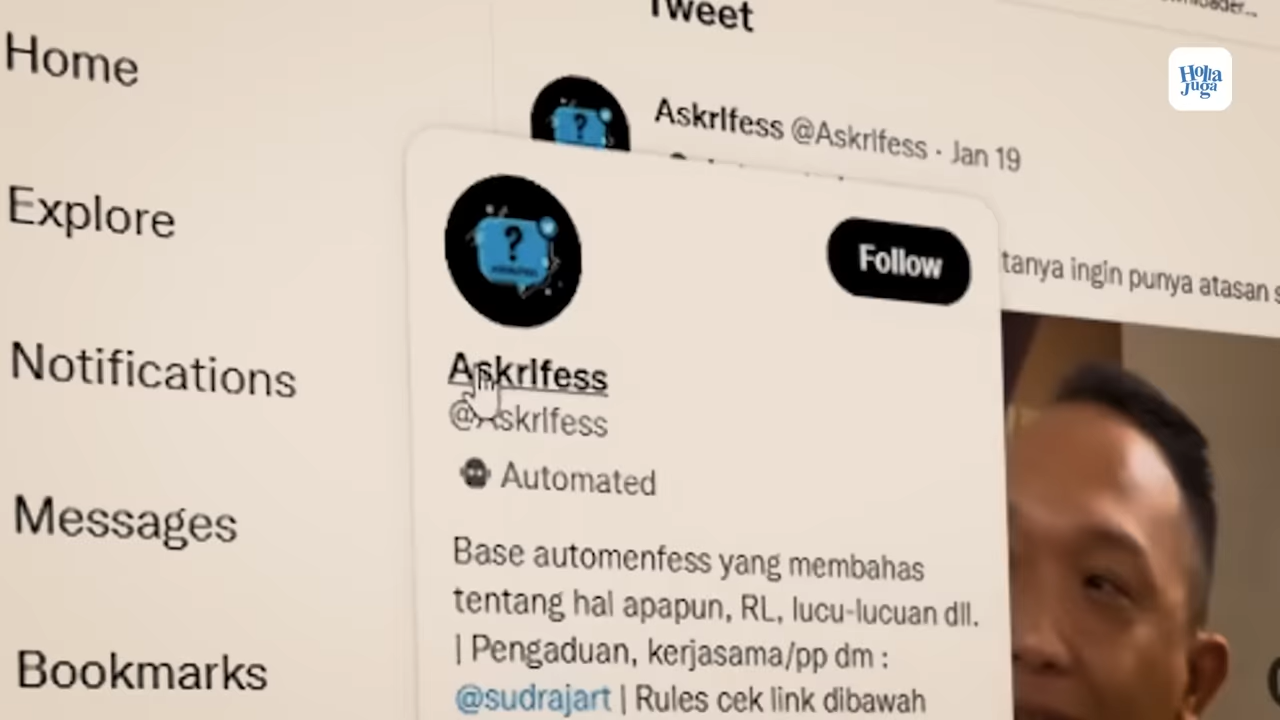 Tweet
Holla
juga
Home
Askrlfess @Askrlfess · Jan 19
Explore
Follow
tanya ingin punya atasan s
Askrlfess
@Askrlfess
Notifications
Automated
Messages
Base automenfess yang membahas
tentang hal apapun, RL, lucu-lucuan dll.
| Pengaduan, kerjasama/pp dm :
@sudrajart | Rules cek link dibawah
Bookmarks